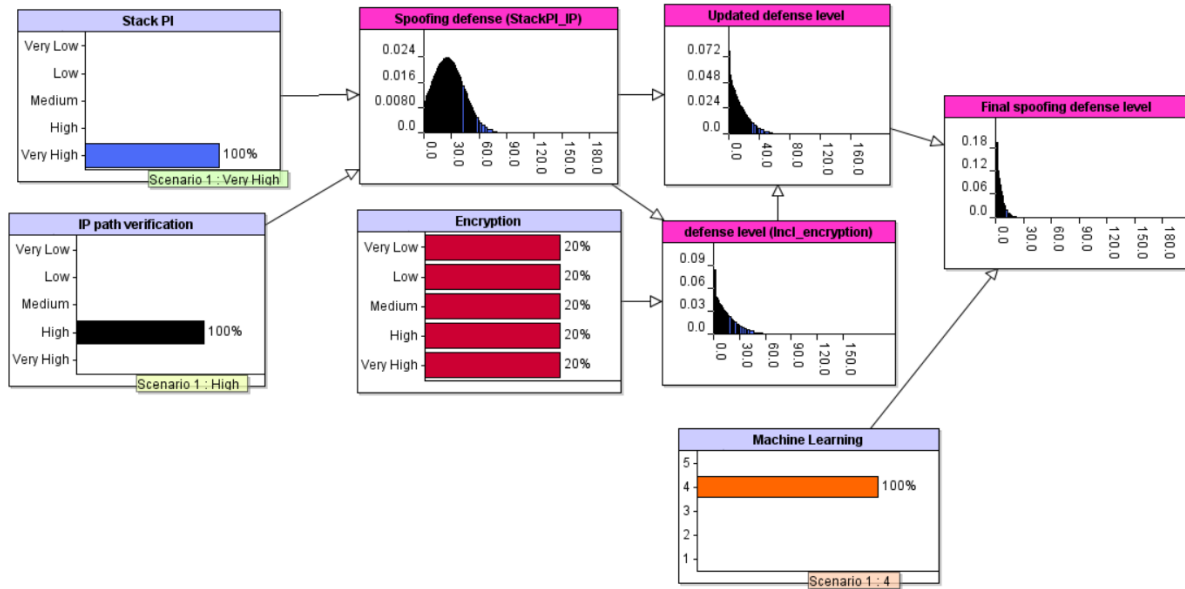 Stack PI
Very Low
Low
Medium
High
Very High
100%
Scenario 1 : Very High
IP path verification
Very Low
Low
Medium
High
100%
Very High
Scenario 1 : High
Spoofing defense (StackPI_IP)
0.024
0.016
0.0080
0.0
0.0
30.0
60.0
90.0
120.0
150.0
180.0
Encryption
Very Low
20%
Low
20%
Medium
20%
High
20%
Very High
20%
Updated defense level
0.072
0.048
0.024
0.0
0.0
40.0
80.0
120.0
160.0
defense level (Incl_encryption)
0.09
0.06
0.03
0.0
0.0
30.0
60.0
90.0
120.0
150.0
Final spoofing defense level
0.18
0.12
0.06
0.0
0.0
30.0
60.0
90.0
120.0
150.0
180.0
Machine Learning
5
4
100%
3
2
1
Scenario 1 : 4